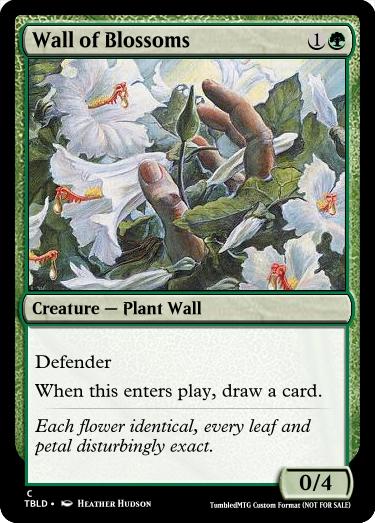 Wall of Blossoms 1
Creature — Plant Wall
Defender
When this enters play, draw a card.
Each flower identical, every leaf and
petal disturbingly exact.
0/4
C
TBLD • Heather Hudson
TumbledMTG Custom Format (NOT FOR SALE)